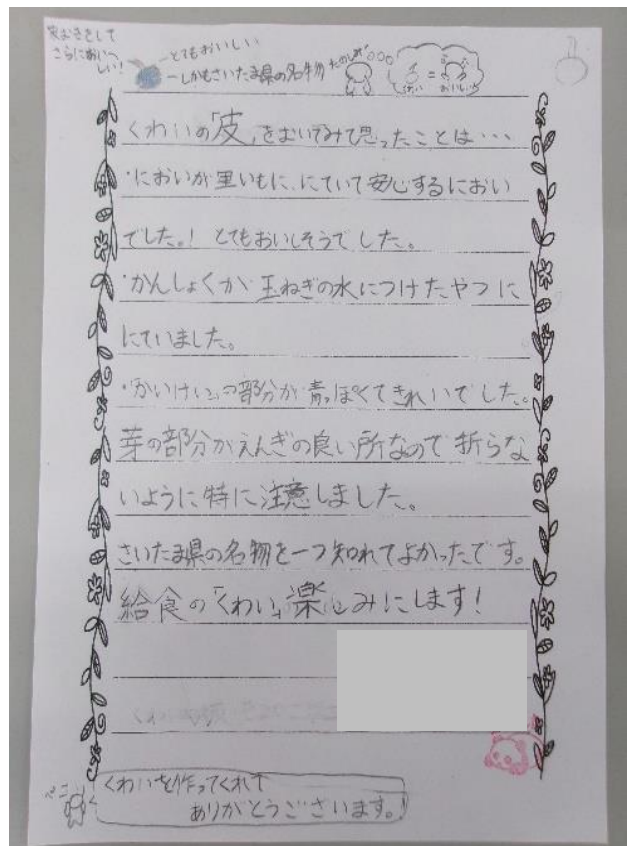 さらにおいしい!
とてもおいしい
しかもさいたま県の名物
たのしみ
くわいの「皮」をむいてみて思ったことは…
・においが里いもに、にていて安心するにおい
でした。! とてもおいしそうでした。
・かんしょくが玉ねぎの水につけたやつに
にていました。
・「かいけい」の部分が青っぽくてきれいでした。
芽の部分がえんぎの良い所なので折らな
いように特に注意しました。
さいたま県の名物を一つ知れてよかったです。
給食の「くわい」楽しみにします!
ペコ
くわいを作ってくれて
ありがとうございます。!